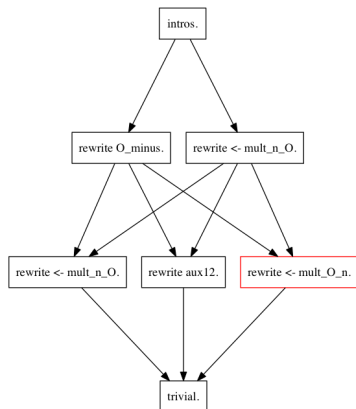 intros.
rewrite O_minus.
rewrite <- mult_n_O.
rewrite <- mult_n_O.
rewrite aux12.
rewrite <- mult_O_n.
trivial.